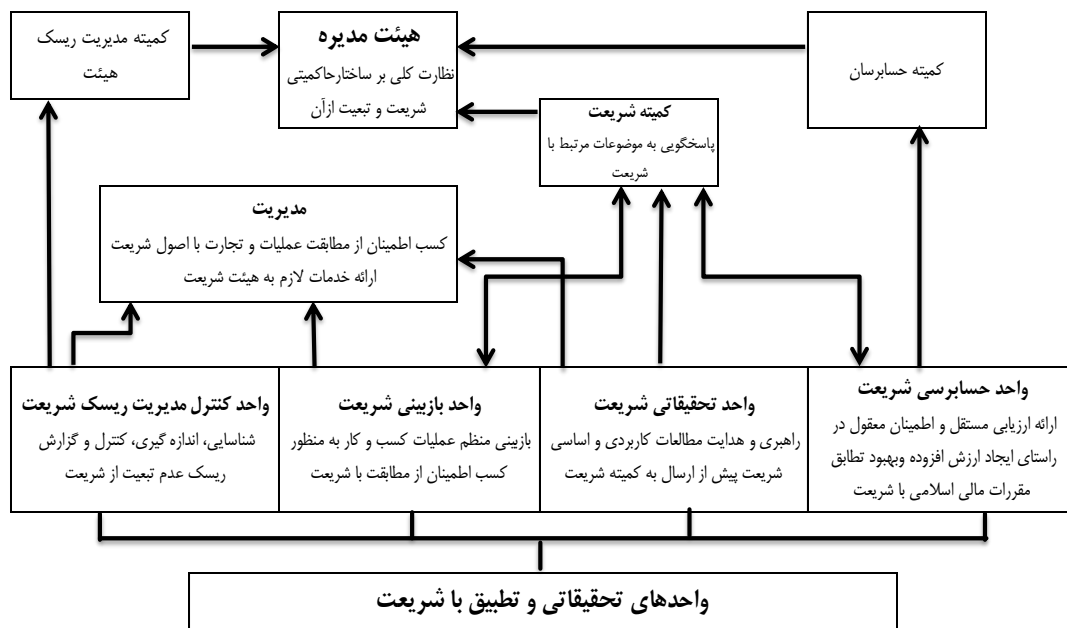 کمیته مدیریت ریسک
هیئت
هیئت مدیره
نظارت کلی بر ساختارحاکمیتی
شریعت و تبعیت ازآن
کمیته حسابرسان
کمیته شریعت
پاسخگویی به موضوعات مرتبط با
شریعت
مدیریت
کسب اطمینان از مطابقت عملیات و تجارت با اصول شریعت
ارائه خدمات لازم به هیئت شریعت
واحد حسابرسی شریعت
ارائه ارزیابی مستقل و اطمینان معقول در
راستای ایجاد ارزش افزوده وبهبود تطابق
مقررات مالی اسلامی با شریعت
واحد تحقیقاتی شریعت
راهبری و هدایت مطالعات کاربردی و اساسی
شریعت پیش از ارسال به کمیته شریعت
واحد بازبینی شریعت
بازبینی منظم عملیات کسب و کار به منظور
کسب اطمینان از مطابقت با شریعت
واحد کنترل مدیریت ریسک شریعت
شناسایی، اندازه گیری، کنترل و گزارش
ریسک عدم تبعیت از شریعت
واحدهای تحقیقاتی و تطبیق با شریعت